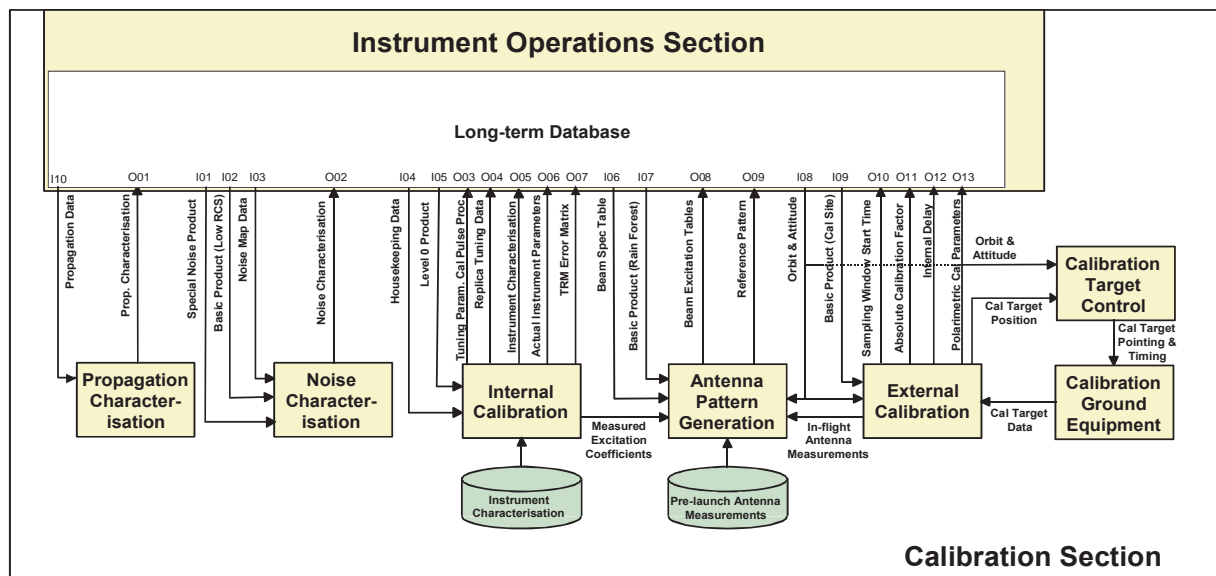 Instrument Operations Section
Long-term Database
I10
O01
I01
I02
I03
O02
I04
I05
O03
O04
O05
O06
O07
I06
I07
O08
O09
I08
I09
O10
O11
O12
O13
Propagation Data
Prop. Characterisation
Special Noise Product
Basic Product (Low RCS)
Noise Map Data
Noise Characterisation
Housekeeping Data
Level 0 Product
Tuning Param. Cal Pulse Proc.
Replica Tuning Data
Instrument Characterisation
Actual Instrument Parameters
TRM Error Matrix
Beam Spec Table
Basic Product (Rain Forest)
Beam Excitation Tables
Reference Pattern
Orbit & Attitude
Basic Product (Cal Site)
Sampling Window Start Time
Absolute Calibration Factor
Internal Delay
Polarimetric Cal Parameters
Orbit &
Attitude
Calibration
Target
Control
Cal Target
Position
Cal Target
Pointing &
Timing
Propagation
Character-
isation
Noise
Character-
isation
Internal
Calibration
Antenna
Pattern
Generation
External
Calibration
Calibration
Ground
Equipment
Measured
Excitation
Coefficients
In-flight
Antenna
Measurements
Cal Target
Data
Instrument
Characterisation
Pre-launch Antenna
Measurements
Calibration Section